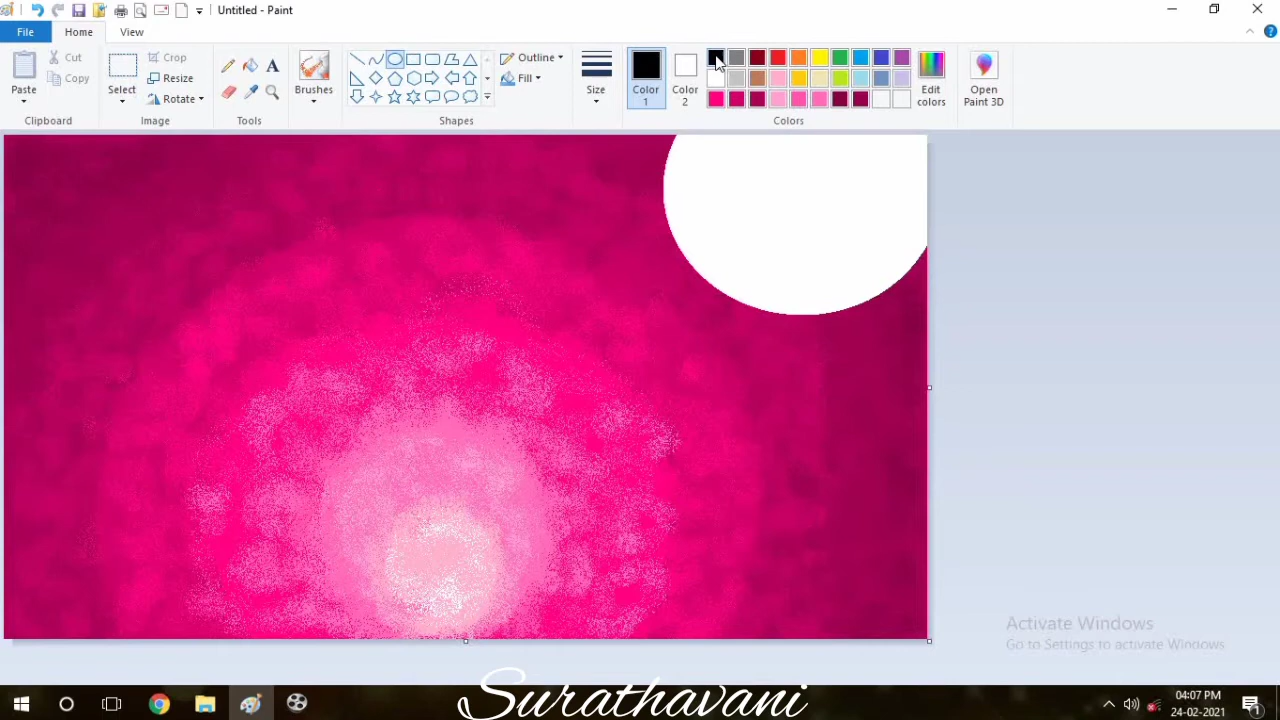 Untitled - Paint
File
Home
View
Paste
Cut
Copy
Clipboard
Select
Crop
Resize
Rotate
Image
A
Tools
Brushes
Outline
Fill
Shapes
Size
Color
1
Color
2
Colors
Edit
colors
Open
Paint 3D
Activate Windows
Go to Settings to activate Windows.
Surathavani
04:07 PM
24-02-2021
1